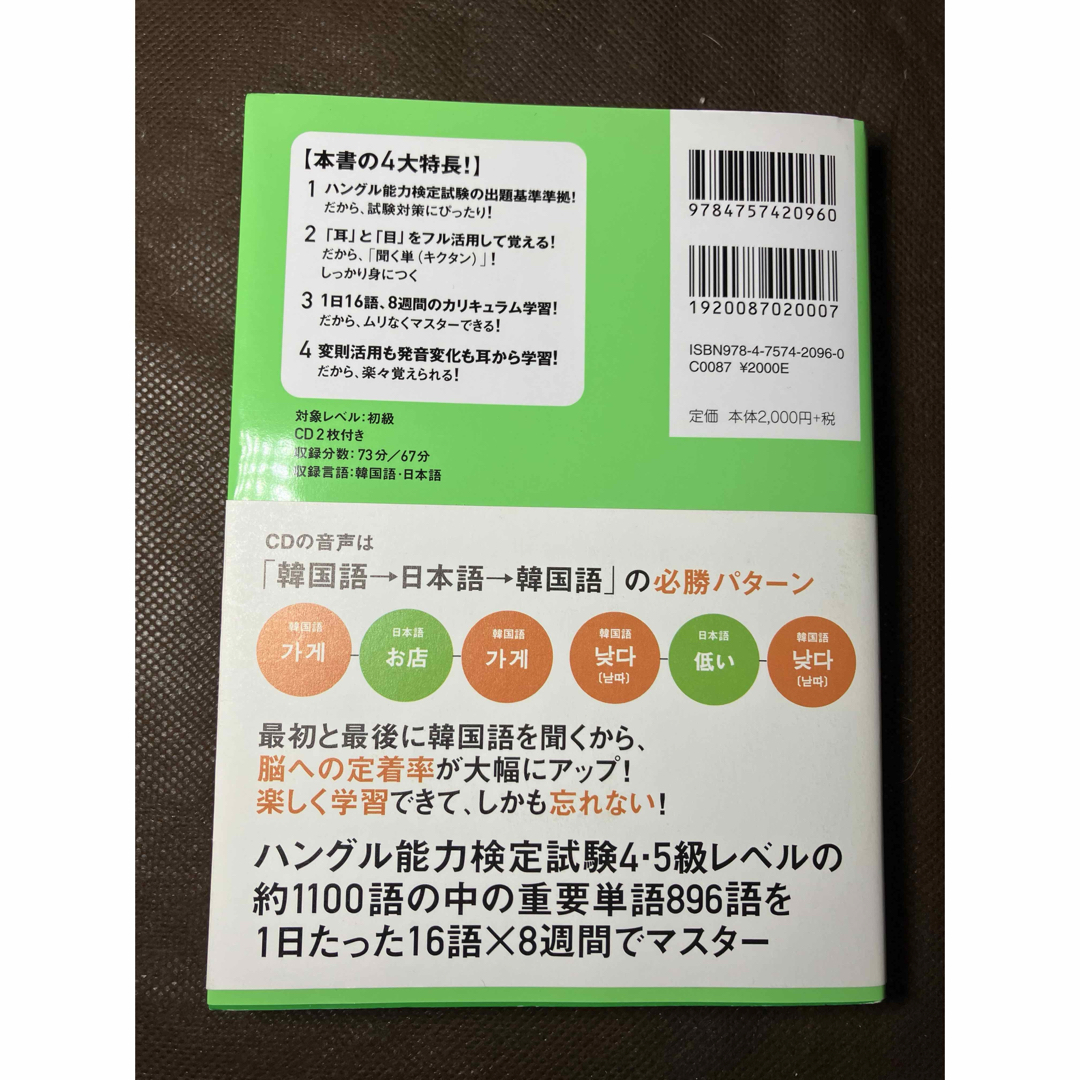 【本書の4大特長!】
1 ハングル能力検定試験の出題基準準拠!
だから、試験対策にぴったり!
2 「耳」と「目」をフル活用して覚える!
だから、「聞く単(キクタン)」!
しっかり身につく
3 1日16語、8週間のカリキュラム学習!
だから、ムリなくマスターできる!
4 変則活用も発音変化も耳から学習!
だから、楽々覚えられる!
対象レベル:初級
CD2枚付き
収録分数:73分/67分
収録言語:韓国語・日本語
9784757420960
1920087020007
ISBN978-4-7574-2096-0
C0087 ¥2000E
定価 本体2,000円+税
CDの音声は
「韓国語→日本語→韓国語」の必勝パターン
韓国語 日本語 韓国語 韓国語 日本語 韓国語
가게 お店 가게 낮다 低い 낮다
〔낟따〕 〔낟따〕
最初と最後に韓国語を聞くから、
脳への定着率が大幅にアップ!
楽しく学習できて、しかも忘れない!
ハングル能力検定試験4・5級レベルの
約1100語の中の重要単語896語を
1日たった16語×8週間でマスター